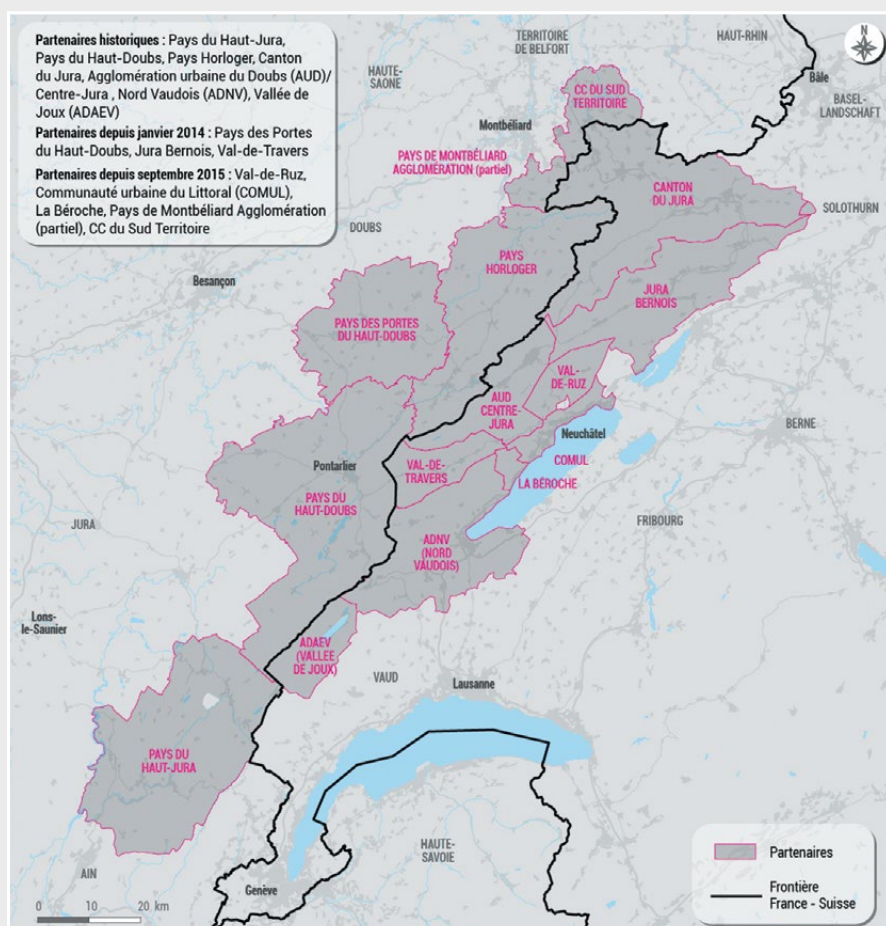 Partenaires historiques : Pays du Haut-Jura,
Pays du Haut-Doubs, Pays Horloger, Canton
du Jura, Agglomération urbaine du Doubs (AUD)/
Centre-Jura , Nord Vaudois (ADNV), Vallée de
Joux (ADAEV)
Partenaires depuis janvier 2014 : Pays des Portes
du Haut-Doubs, Jura Bernois, Val-de-Travers
Partenaires depuis septembre 2015 : Val-de-Ruz,
Communauté urbaine du Littoral (COMUL),
La Béroche, Pays de Montbéliard Agglomération
(partiel), CC du Sud Territoire
TERRITOIRE
DE BELFORT
HAUT-RHIN
N
HAUTE-
SAONE
Bâle
BASEL-
LANDSCHAFT
CC DU SUD
TERRITOIRE
Montbéliard
PAYS DE MONTBÉLIARD
AGGLOMÉRATION (partiel)
CANTON
DU JURA
SOLOTHURN
DOUBS
PAYS
HORLOGER
Besançon
JURA
BERNOIS
PAYS DES PORTES
DU HAUT-DOUBS
VAL-
DE-RUZ
AUD
CENTRE-
JURA
BERNE
Neuchâtel
Pontarlier
VAL-DE-
TRAVERS
COMUL
LA BÉROCHE
PAYS DU
HAUT-DOUBS
JURA
FRIBOURG
ADNV
(NORD
VAUDOIS)
Lons-
le-Saunier
ADAEV
(VALLEE
DE JOUX)
VAUD
Lausanne
PAYS DU
HAUT-JURA
HAUTE-
SAVOIE
Partenaires
AIN
Genève
Frontière
France - Suisse
0 10 20 km